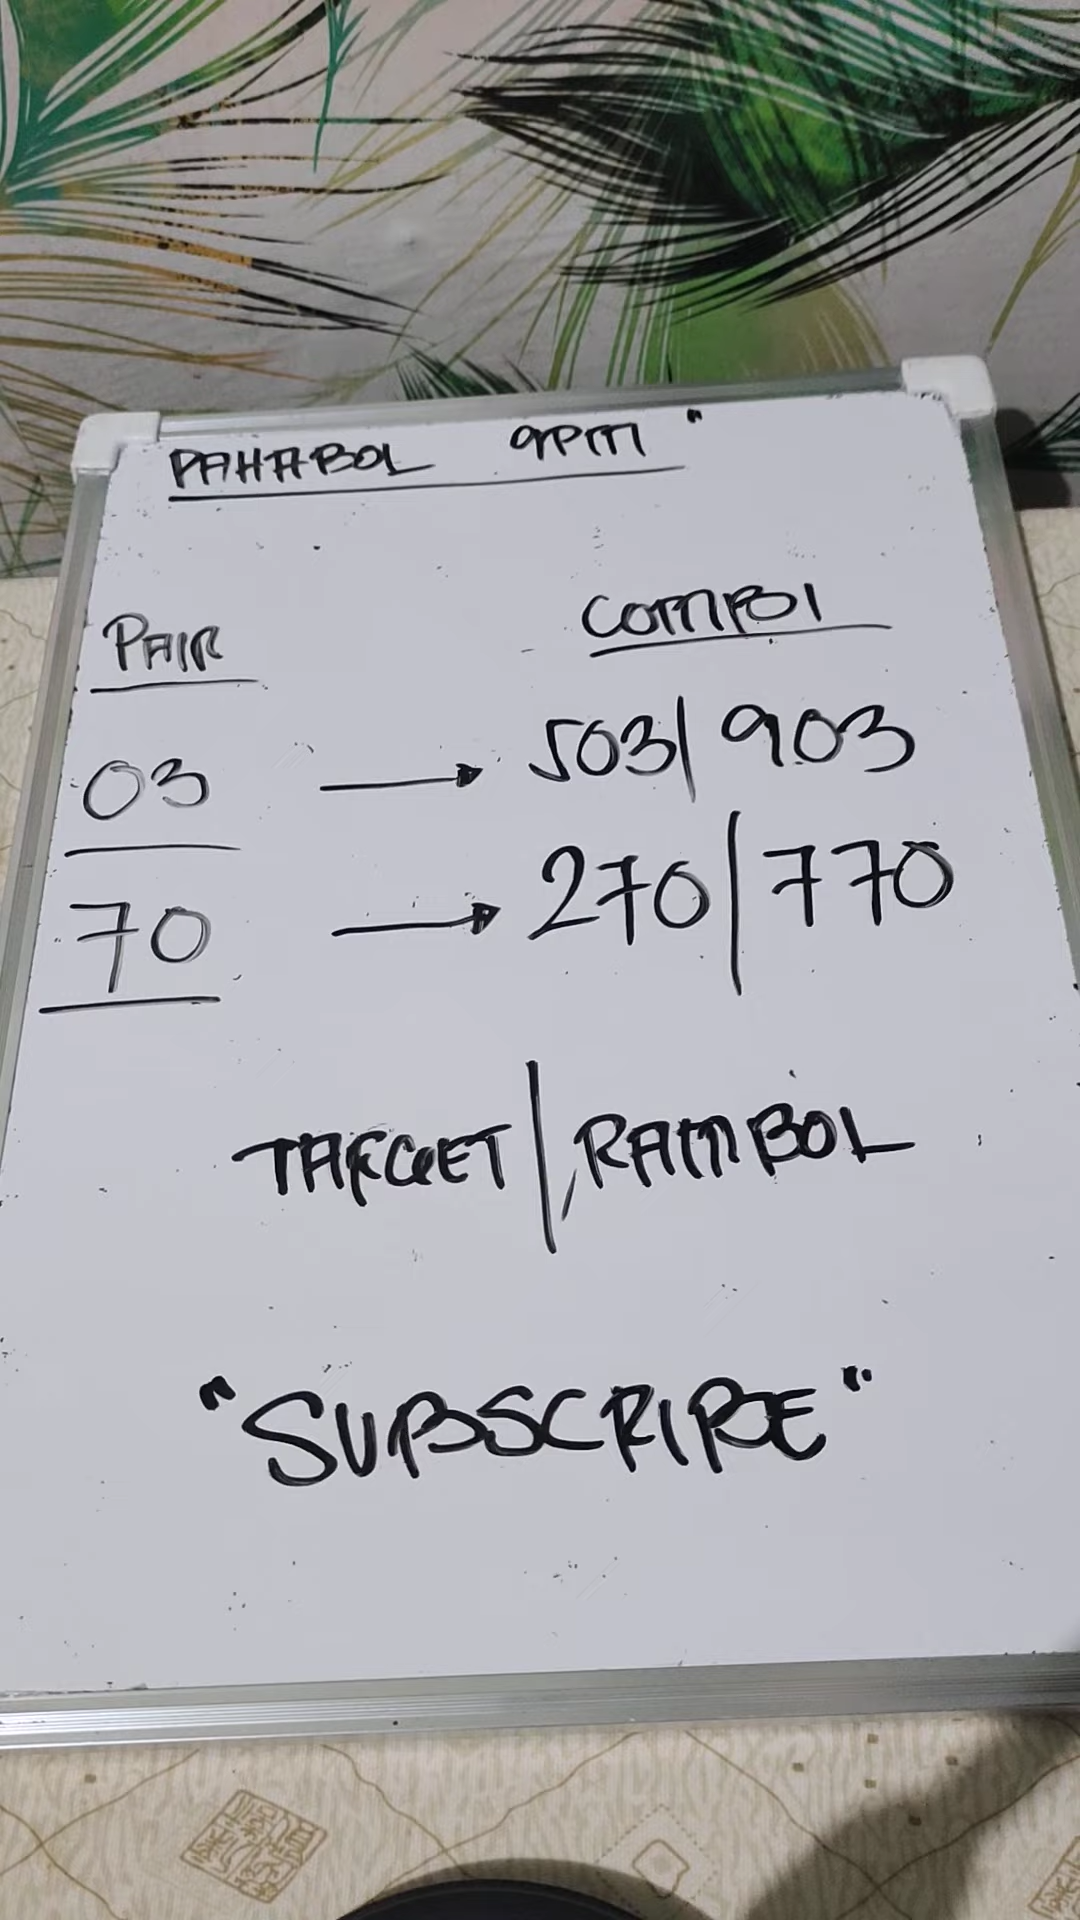 PAHABOL 9PM"
PAIR COMBI
03 → 503/903
70 → 270/770
TARGET/RAMBOL
"SUBSCRIBE"